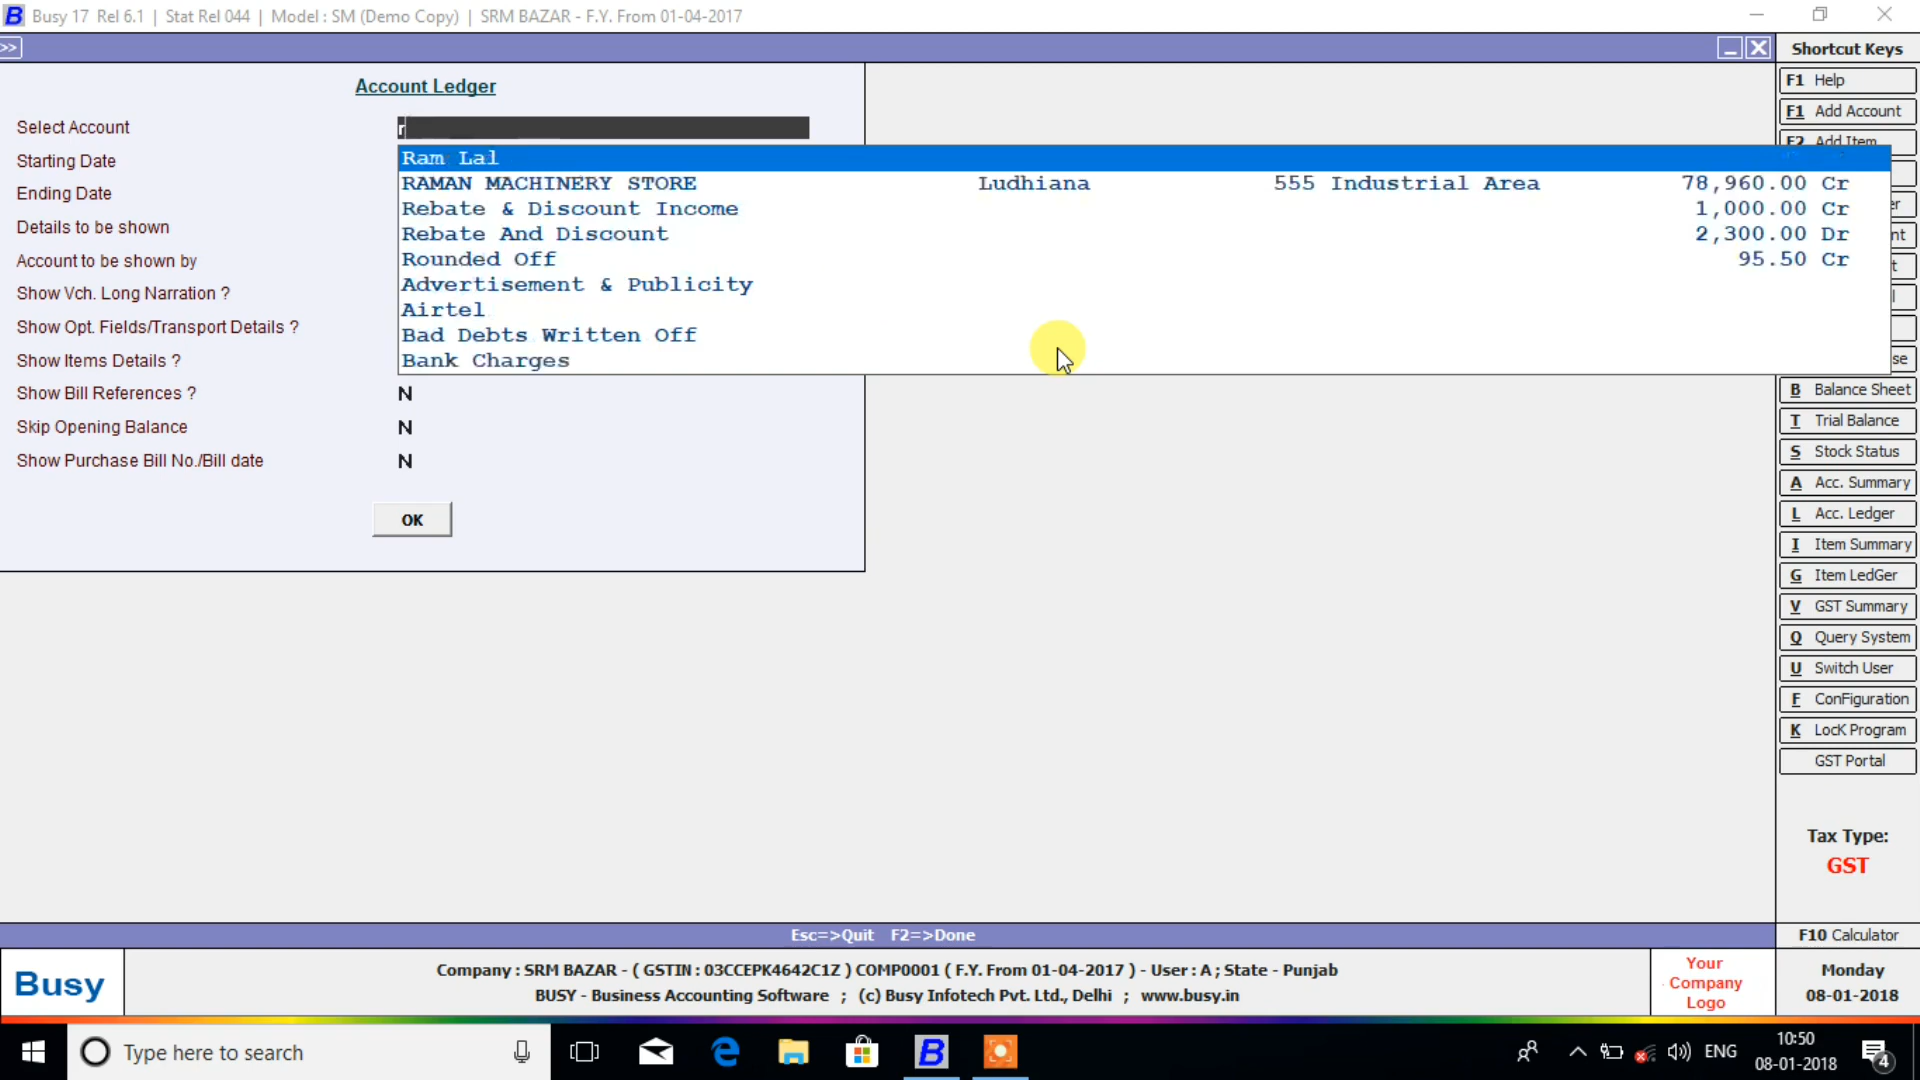 B Busy 17 Rel 6.1 | Stat Rel 044 | Model : SM (Demo Copy) | SRM BAZAR - F.Y. From 01-04-2017
>>
Account Ledger
Select Account r
Starting Date
Ending Date
Details to be shown
Account to be shown by
Show Vch. Long Narration ?
Show Opt. Fields/Transport Details ?
Show Items Details ?
Show Bill References ? N
Skip Opening Balance N
Show Purchase Bill No./Bill date N
OK
Ram Lal
RAMAN MACHINERY STORE Ludhiana 555 Industrial Area 78,960.00 Cr
Rebate & Discount Income 1,000.00 Cr
Rebate And Discount 2,300.00 Dr
Rounded Off 95.50 Cr
Advertisement & Publicity
Airtel
Bad Debts Written Off
Bank Charges
Shortcut Keys
F1 Help
F1 Add Account
F2 Add Item
er
nt
t
l
se
B Balance Sheet
T Trial Balance
S Stock Status
A Acc. Summary
L Acc. Ledger
I Item Summary
G Item LedGer
V GST Summary
Q Query System
U Switch User
F ConFiguration
K LocK Program
GST Portal
Tax Type:
GST
Esc=>Quit F2=>Done
F10 Calculator
Busy
Company : SRM BAZAR - ( GSTIN : 03CCEPK4642C1Z ) COMP0001 ( F.Y. From 01-04-2017 ) - User : A ; State - Punjab
BUSY - Business Accounting Software ; (c) Busy Infotech Pvt. Ltd., Delhi ; www.busy.in
Your
Company
Logo
Monday
08-01-2018
Type here to search
B
ENG
10:50
08-01-2018
4